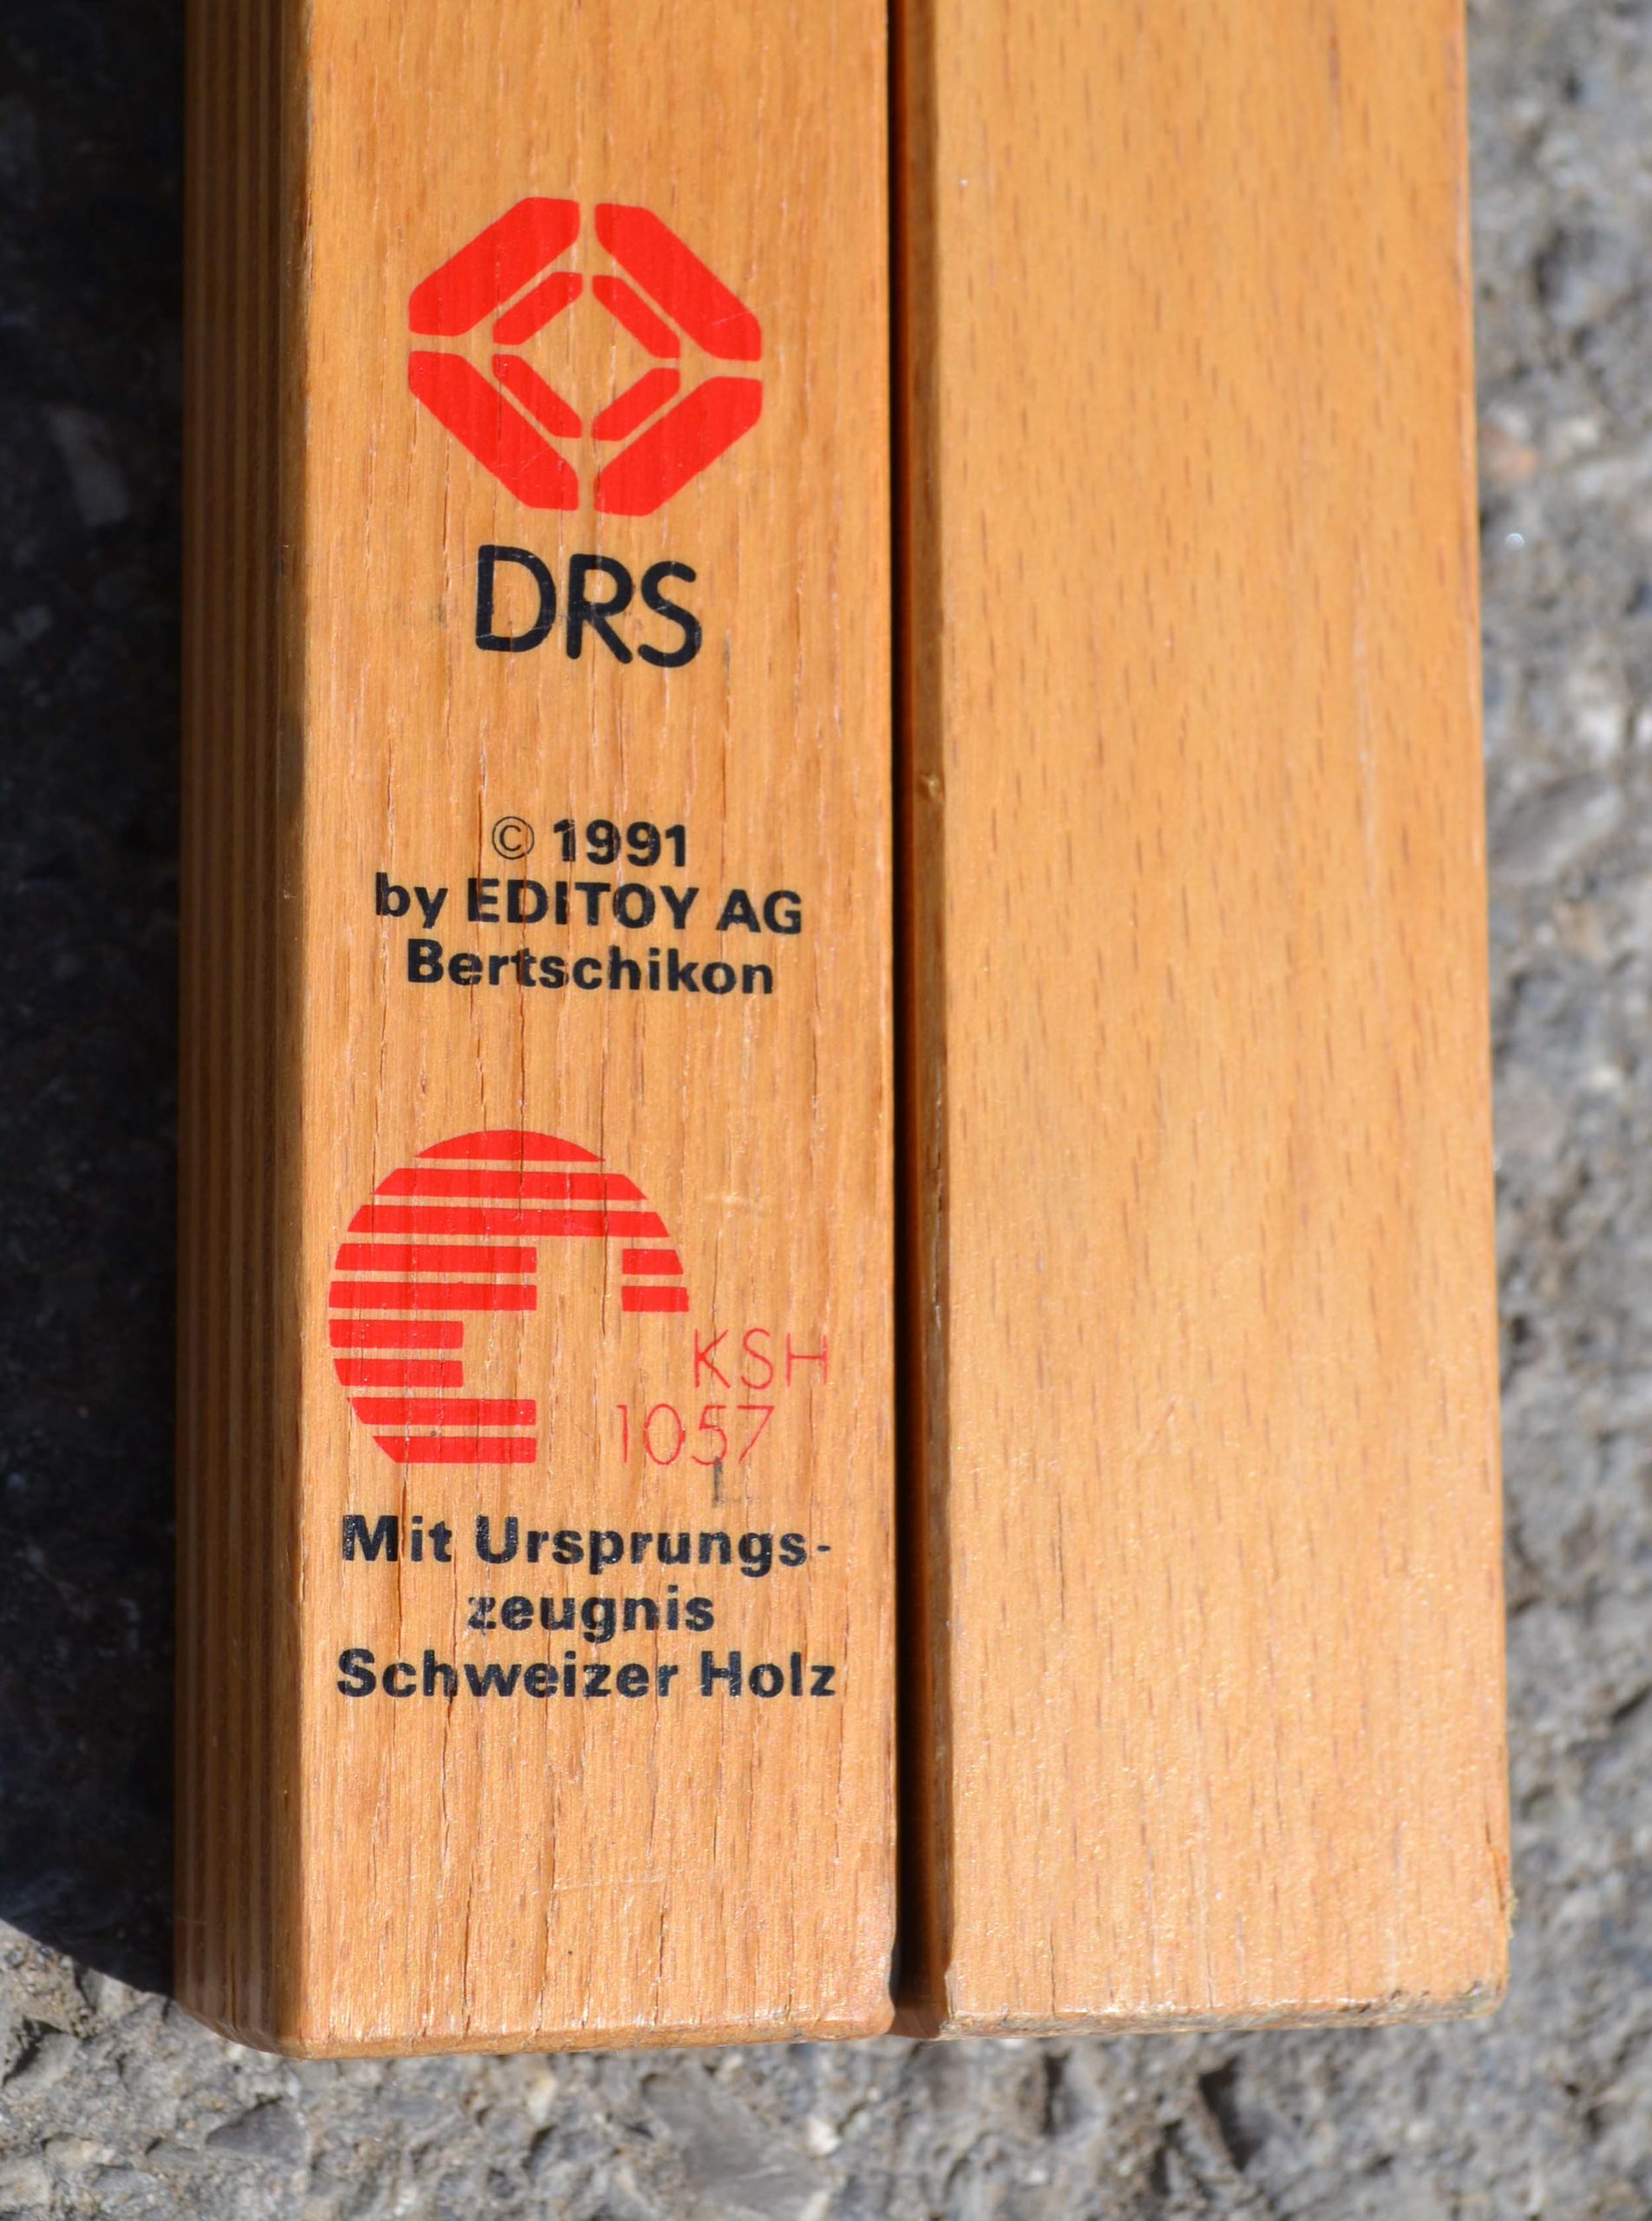 DRS
© 1991
by EDITOY AG
Bertschikon
KSH
1057
Mit Ursprungs-
zeugnis
Schweizer Holz